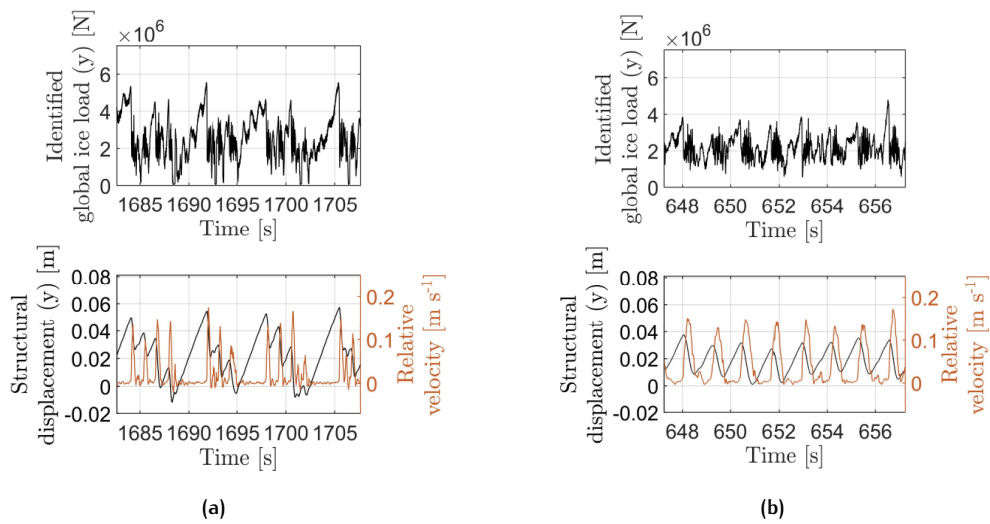 ×10⁶
Identified
global ice load (y) [N]
6
4
2
0
1685 1690 1695 1700 1705
Time [s]
×10⁶
Identified
global ice load (y) [N]
6
4
2
0
648 650 652 654 656
Time [s]
Structural
displacement (y) [m]
0.08
0.06
0.04
0.02
0
-0.02
0.2
0.1
0
Relative
velocity [m s⁻¹]
1685 1690 1695 1700 1705
Time [s]
Structural
displacement (y) [m]
0.08
0.06
0.04
0.02
0
-0.02
0.2
0.1
0
Relative
velocity [m s⁻¹]
648 650 652 654 656
Time [s]
(a)
(b)